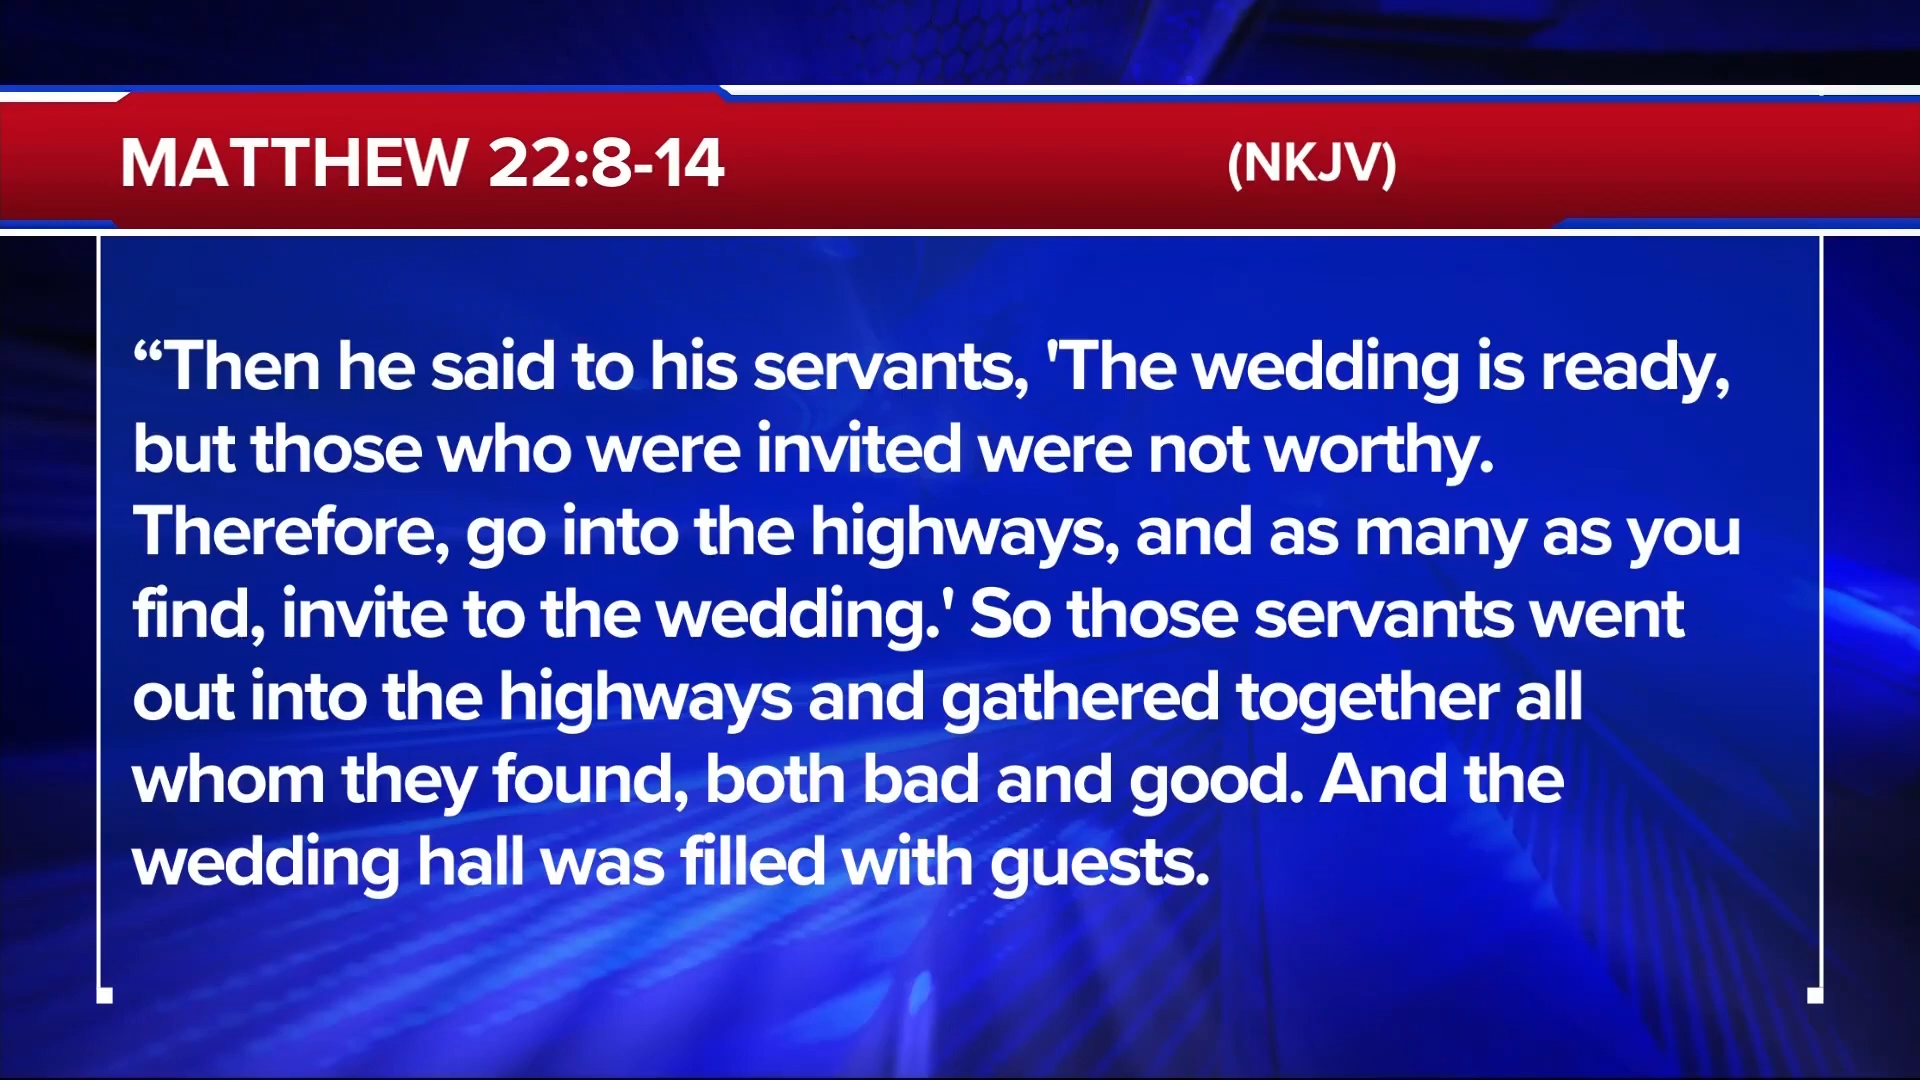 MATTHEW 22:8-14 (NKJV)
“Then he said to his servants, 'The wedding is ready,
but those who were invited were not worthy.
Therefore, go into the highways, and as many as you
find, invite to the wedding.' So those servants went
out into the highways and gathered together all
whom they found, both bad and good. And the
wedding hall was filled with guests.